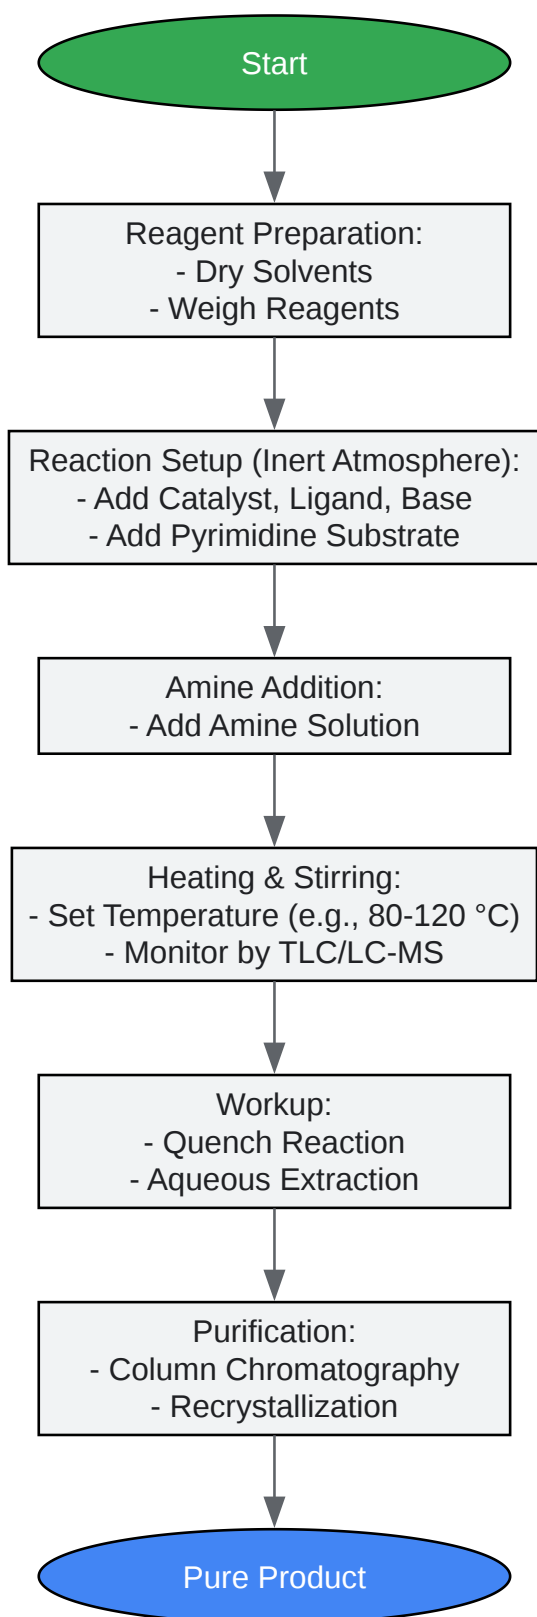 Start
Reagent Preparation:
- Dry Solvents
- Weigh Reagents
Reaction Setup (Inert Atmosphere):
- Add Catalyst, Ligand, Base
- Add Pyrimidine Substrate
Amine Addition:
- Add Amine Solution
Heating & Stirring:
- Set Temperature (e.g., 80-120 °C)
- Monitor by TLC/LC-MS
Workup:
- Quench Reaction
- Aqueous Extraction
Purification:
- Column Chromatography
- Recrystallization
Pure Product